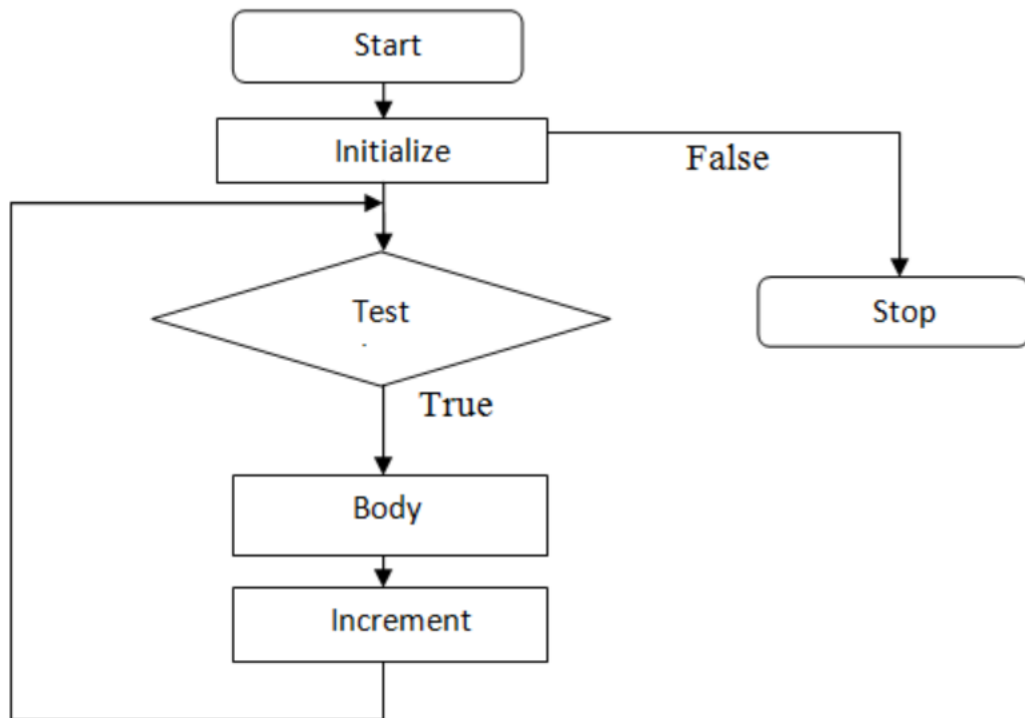 Start
Initialize
False
Test
Stop
True
Body
Increment